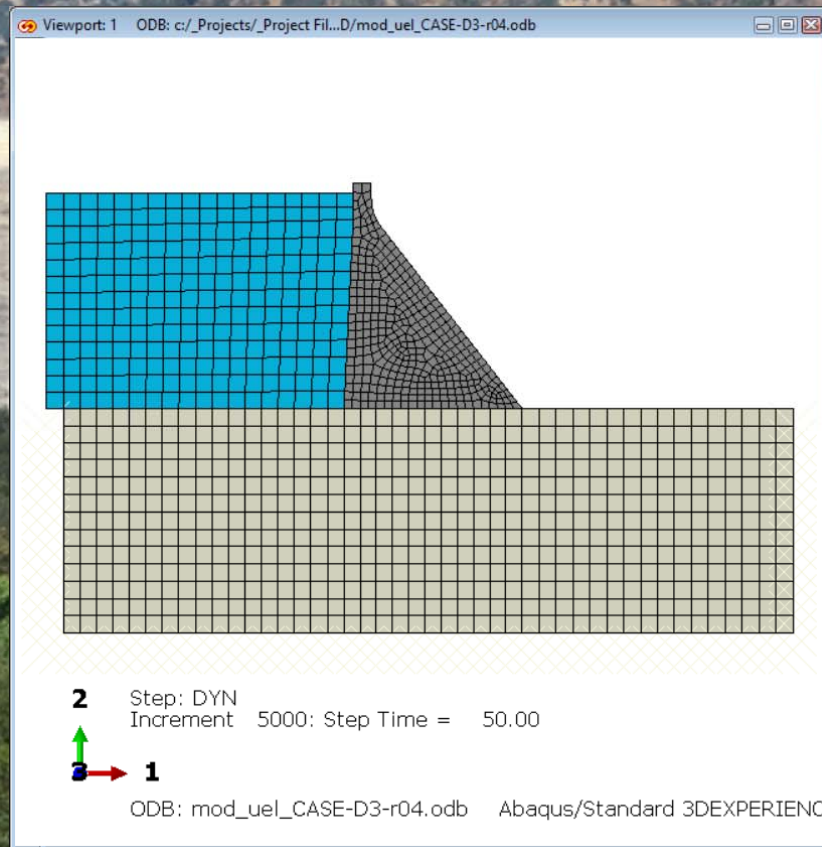 Viewport: 1 ODB: c:/_Projects/_Project Fil...D/mod_uel_CASE-D3-r04.odb
2 Step: DYN
Increment 5000: Step Time = 50.00
3 1
ODB: mod_uel_CASE-D3-r04.odb Abaqus/Standard 3DEXPERIENC